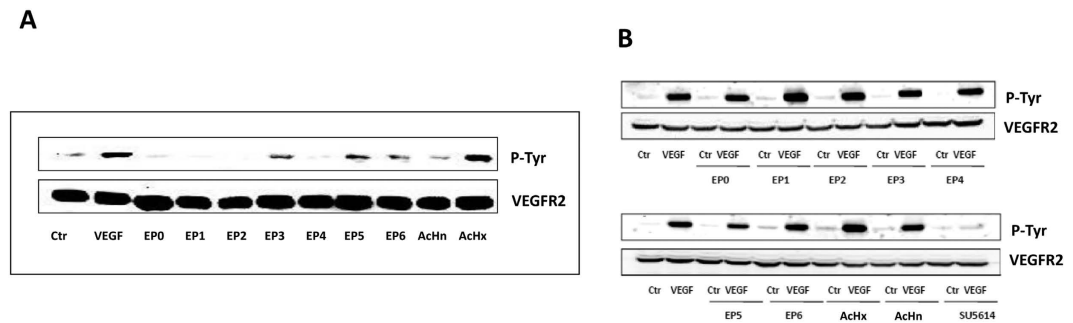 A
P-Tyr
VEGFR2
Ctr VEGF EP0 EP1 EP2 EP3 EP4 EP5 EP6 AcHn AcHx
B
P-Tyr
VEGFR2
Ctr VEGF Ctr VEGF Ctr VEGF Ctr VEGF Ctr VEGF Ctr VEGF
EP0 EP1 EP2 EP3 EP4
P-Tyr
VEGFR2
Ctr VEGF Ctr VEGF Ctr VEGF Ctr VEGF Ctr VEGF Ctr VEGF
EP5 EP6 AcHx AcHn SU5614